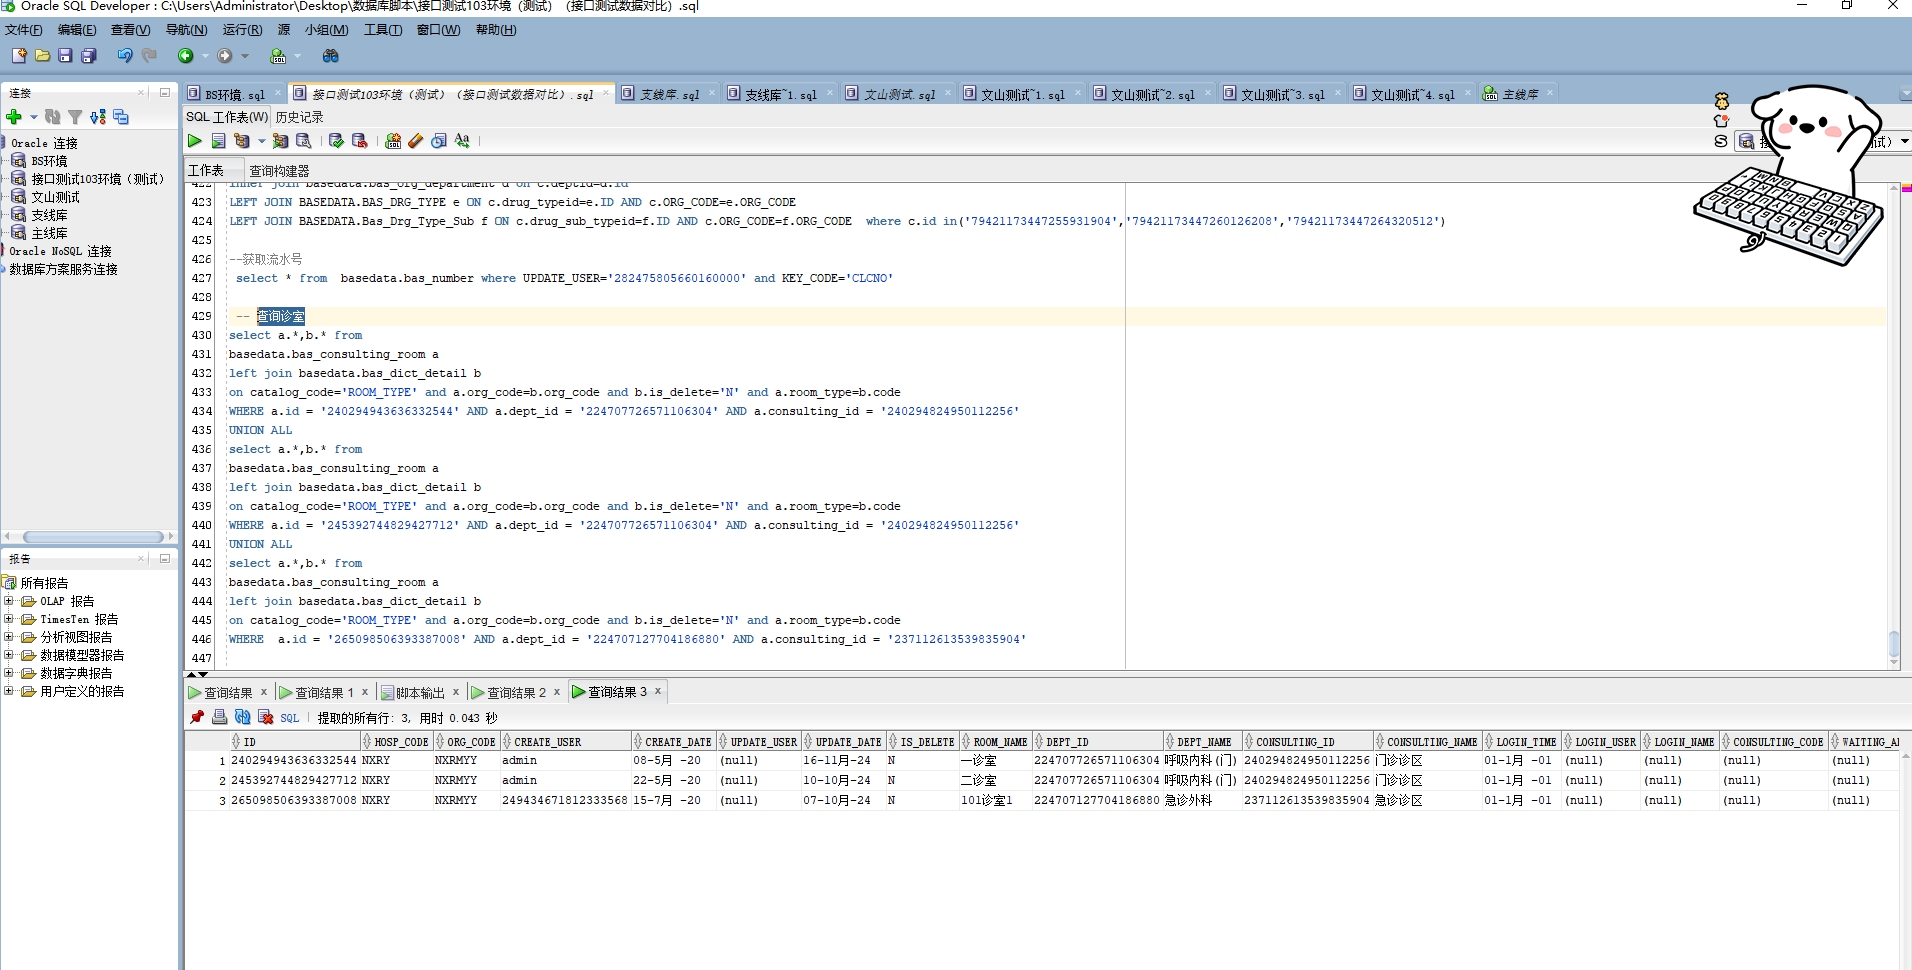 Oracle SQL Developer : C:\Users\Administrator\Desktop\数据库脚本\接口测试103环境（测试）（接口测试数据对比）.sql
文件(F) 编辑(E) 查看(V) 导航(N) 运行(R) 源 小组(M) 工具(T) 窗口(W) 帮助(H)
连接
Oracle 连接
BS环境
接口测试103环境（测试）
文山测试
支线库
主线库
Oracle NoSQL 连接
数据库方案服务连接
报告
所有报告
OLAP 报告
TimesTen 报告
分析视图报告
数据模型器报告
数据字典报告
用户定义的报告
BS环境.sql 接口测试103环境（测试）（接口测试数据对比）.sql 支线库.sql 支线库~1.sql 文山测试.sql 文山测试~1.sql 文山测试~2.sql 文山测试~3.sql 文山测试~4.sql 主线库
SQL 工作表(W) 历史记录
工作表 查询构建器
422 inner join basedata.bas_org_department d on c.deptid=d.id
423 LEFT JOIN BASEDATA.BAS_DRG_TYPE e ON c.drug_typeid=e.ID AND c.ORG_CODE=e.ORG_CODE
424 LEFT JOIN BASEDATA.Bas_Drg_Type_Sub f ON c.drug_sub_typeid=f.ID AND c.ORG_CODE=f.ORG_CODE where c.id in('79421173447255931904','79421173447260126208','79421173447264320512')
425
426 --获取流水号
427 select * from basedata.bas_number where UPDATE_USER='282475805660160000' and KEY_CODE='CLCNO'
428
429 -- 查询诊室
430 select a.*,b.* from
431 basedata.bas_consulting_room a
432 left join basedata.bas_dict_detail b
433 on catalog_code='ROOM_TYPE' and a.org_code=b.org_code and b.is_delete='N' and a.room_type=b.code
434 WHERE a.id = '240294943636332544' AND a.dept_id = '224707726571106304' AND a.consulting_id = '240294824950112256'
435 UNION ALL
436 select a.*,b.* from
437 basedata.bas_consulting_room a
438 left join basedata.bas_dict_detail b
439 on catalog_code='ROOM_TYPE' and a.org_code=b.org_code and b.is_delete='N' and a.room_type=b.code
440 WHERE a.id = '245392744829427712' AND a.dept_id = '224707726571106304' AND a.consulting_id = '240294824950112256'
441 UNION ALL
442 select a.*,b.* from
443 basedata.bas_consulting_room a
444 left join basedata.bas_dict_detail b
445 on catalog_code='ROOM_TYPE' and a.org_code=b.org_code and b.is_delete='N' and a.room_type=b.code
446 WHERE a.id = '265098506393387008' AND a.dept_id = '224707127704186880' AND a.consulting_id = '237112613539835904'
447
查询结果 查询结果 1 脚本输出 查询结果 2 查询结果 3
SQL 提取的所有行: 3, 用时 0.043 秒
ID HOSP_CODE ORG_CODE CREATE_USER CREATE_DATE UPDATE_USER UPDATE_DATE IS_DELETE ROOM_NAME DEPT_ID DEPT_NAME CONSULTING_ID CONSULTING_NAME LOGIN_TIME LOGIN_USER LOGIN_NAME CONSULTING_CODE
1 240294943636332544 NXRY NXRMYY admin 08-5月 -20 (null) 16-11月-24 N 一诊室 224707726571106304 呼吸内科(门) 240294824950112256 门诊诊区 01-1月 -01 (null) (null) (null) (null)
2 245392744829427712 NXRY NXRMYY admin 22-5月 -20 (null) 10-10月-24 N 二诊室 224707726571106304 呼吸内科(门) 240294824950112256 门诊诊区 01-1月 -01 (null) (null) (null) (null)
3 265098506393387008 NXRY NXRMYY 249434671812333568 15-7月 -20 (null) 07-10月-24 N 101诊室1 224707127704186880 急诊外科 237112613539835904 急诊诊区 01-1月 -01 (null) (null) (null) (null)